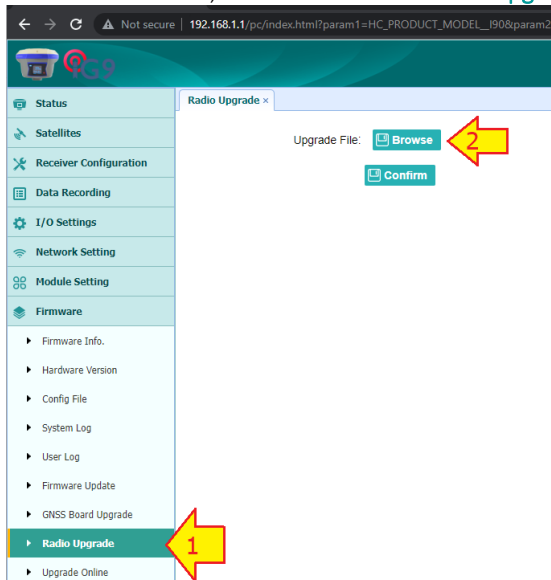 upg
Not secure | 192.168.1.1/pc/index.html?param1=HC_PRODUCT_MODEL__I90&param2
G9
Status
Radio Upgrade ×
Satellites
Upgrade File: Browse
2
Receiver Configuration
Confirm
Data Recording
I/O Settings
Network Setting
Module Setting
Firmware
Firmware Info.
Hardware Version
Config File
System Log
User Log
Firmware Update
GNSS Board Upgrade
Radio Upgrade
1
Upgrade Online